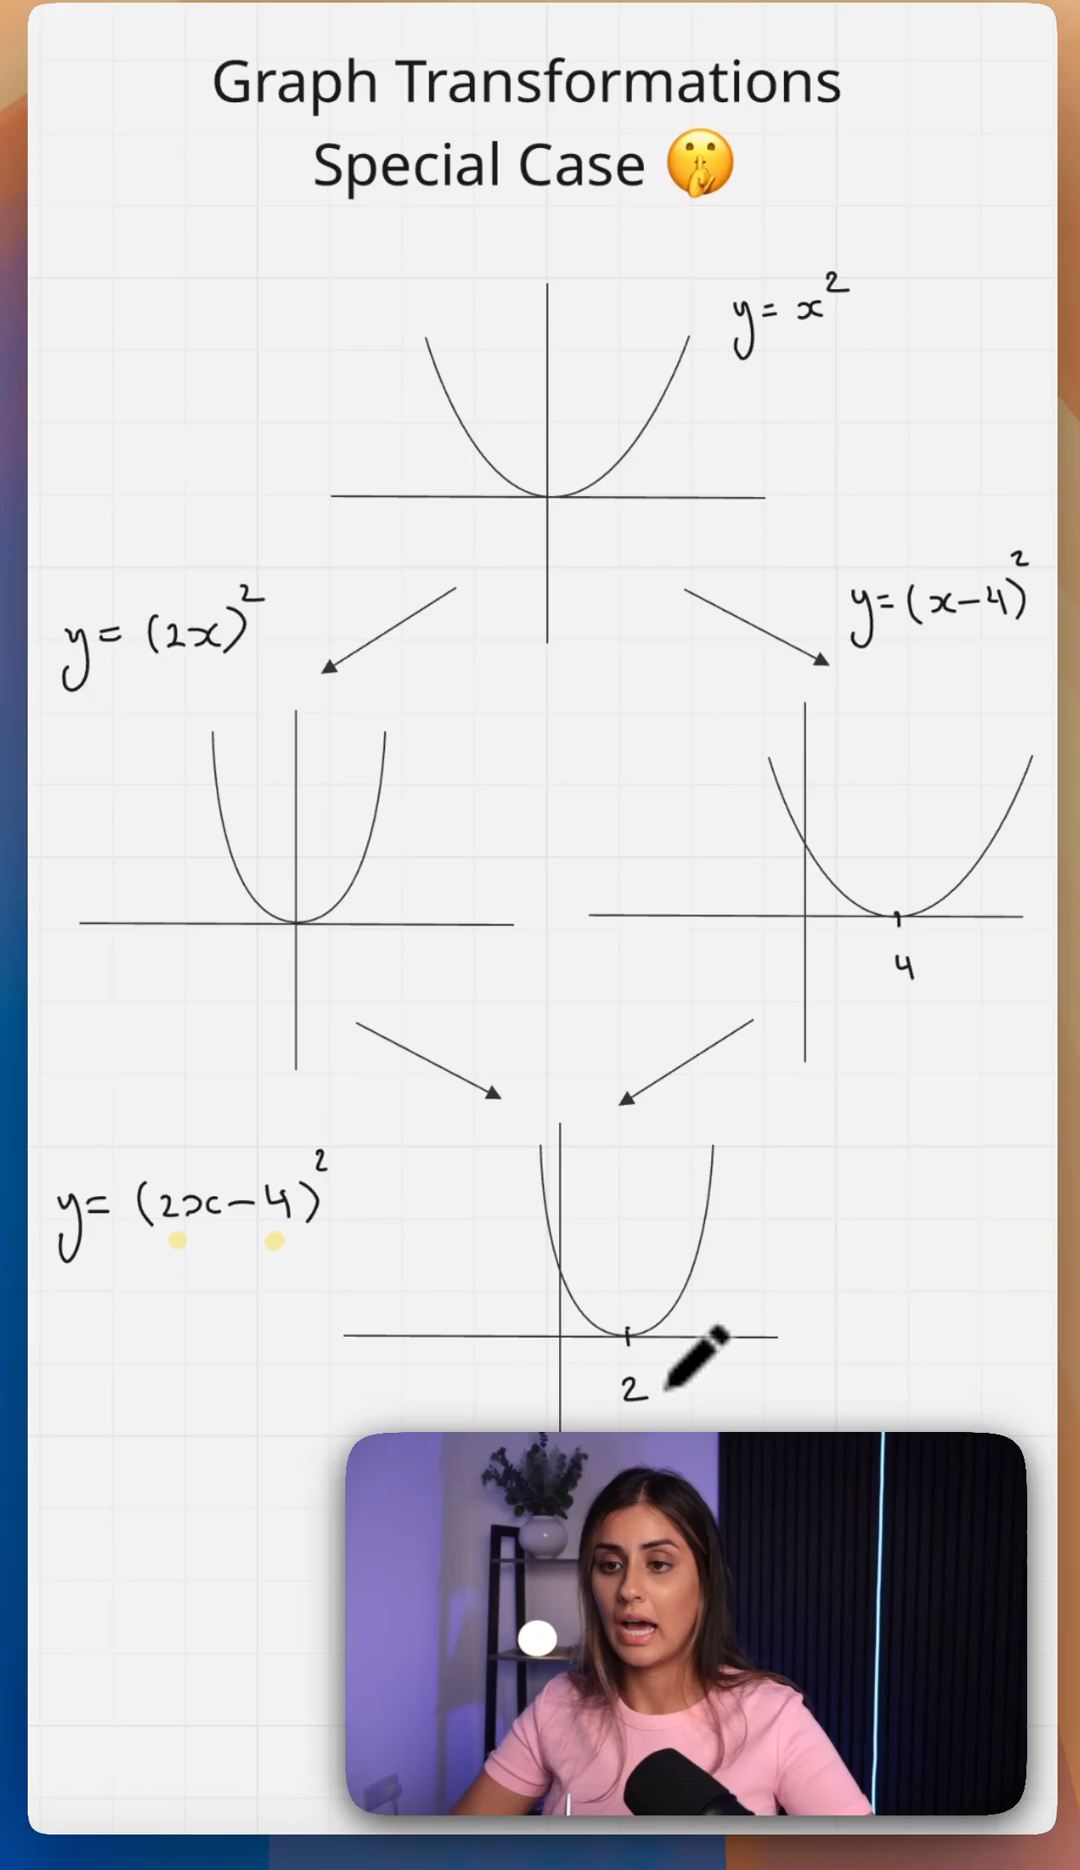 Graph Transformations
Special Case 🤫
y = x²
y = (2x)²
y = (x-4)²
4
y = (2x-4)²
2